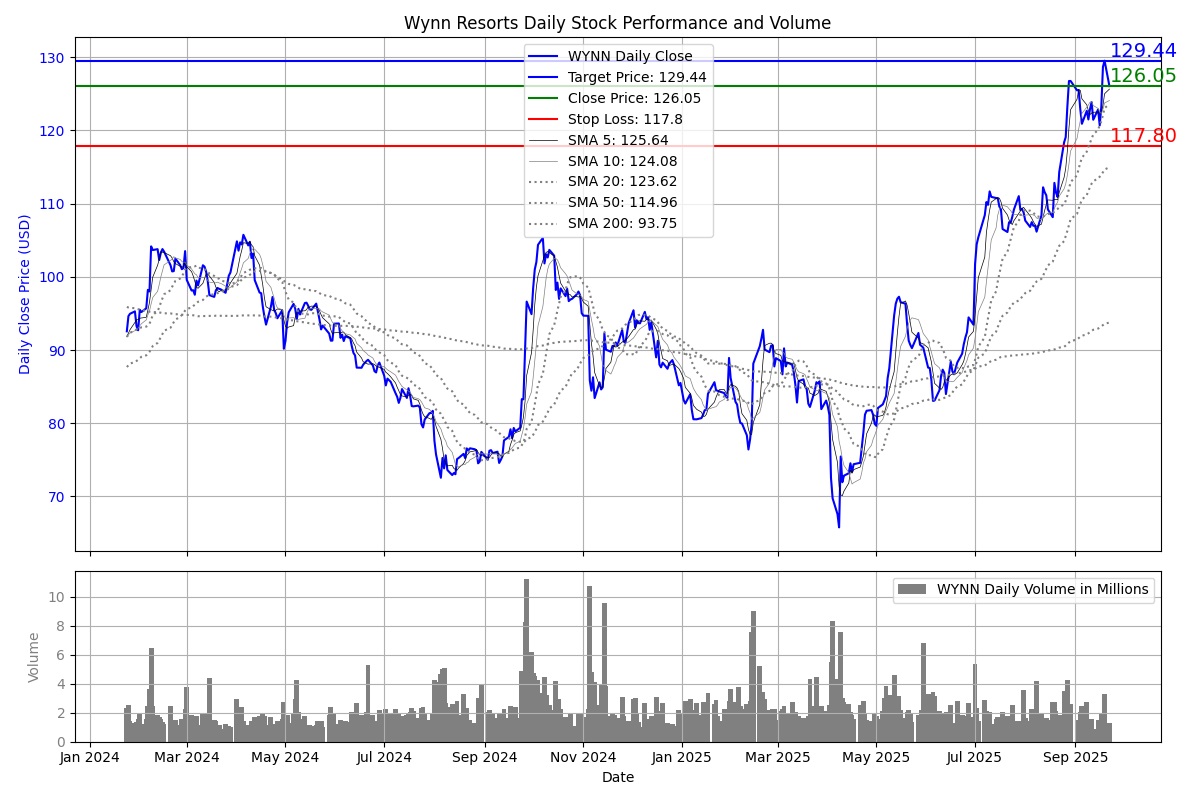 Wynn Resorts Daily Stock Performance and Volume
Daily Close Price (USD)
130
120
110
100
90
80
70
WYNN Daily Close
Target Price: 129.44
Close Price: 126.05
Stop Loss: 117.8
SMA 5: 125.64
SMA 10: 124.08
SMA 20: 123.62
SMA 50: 114.96
SMA 200: 93.75
129.44
126.05
117.80
Volume
10
8
6
4
2
0
WYNN Daily Volume in Millions
Jan 2024
Mar 2024
May 2024
Jul 2024
Sep 2024
Nov 2024
Jan 2025
Mar 2025
May 2025
Jul 2025
Sep 2025
Date